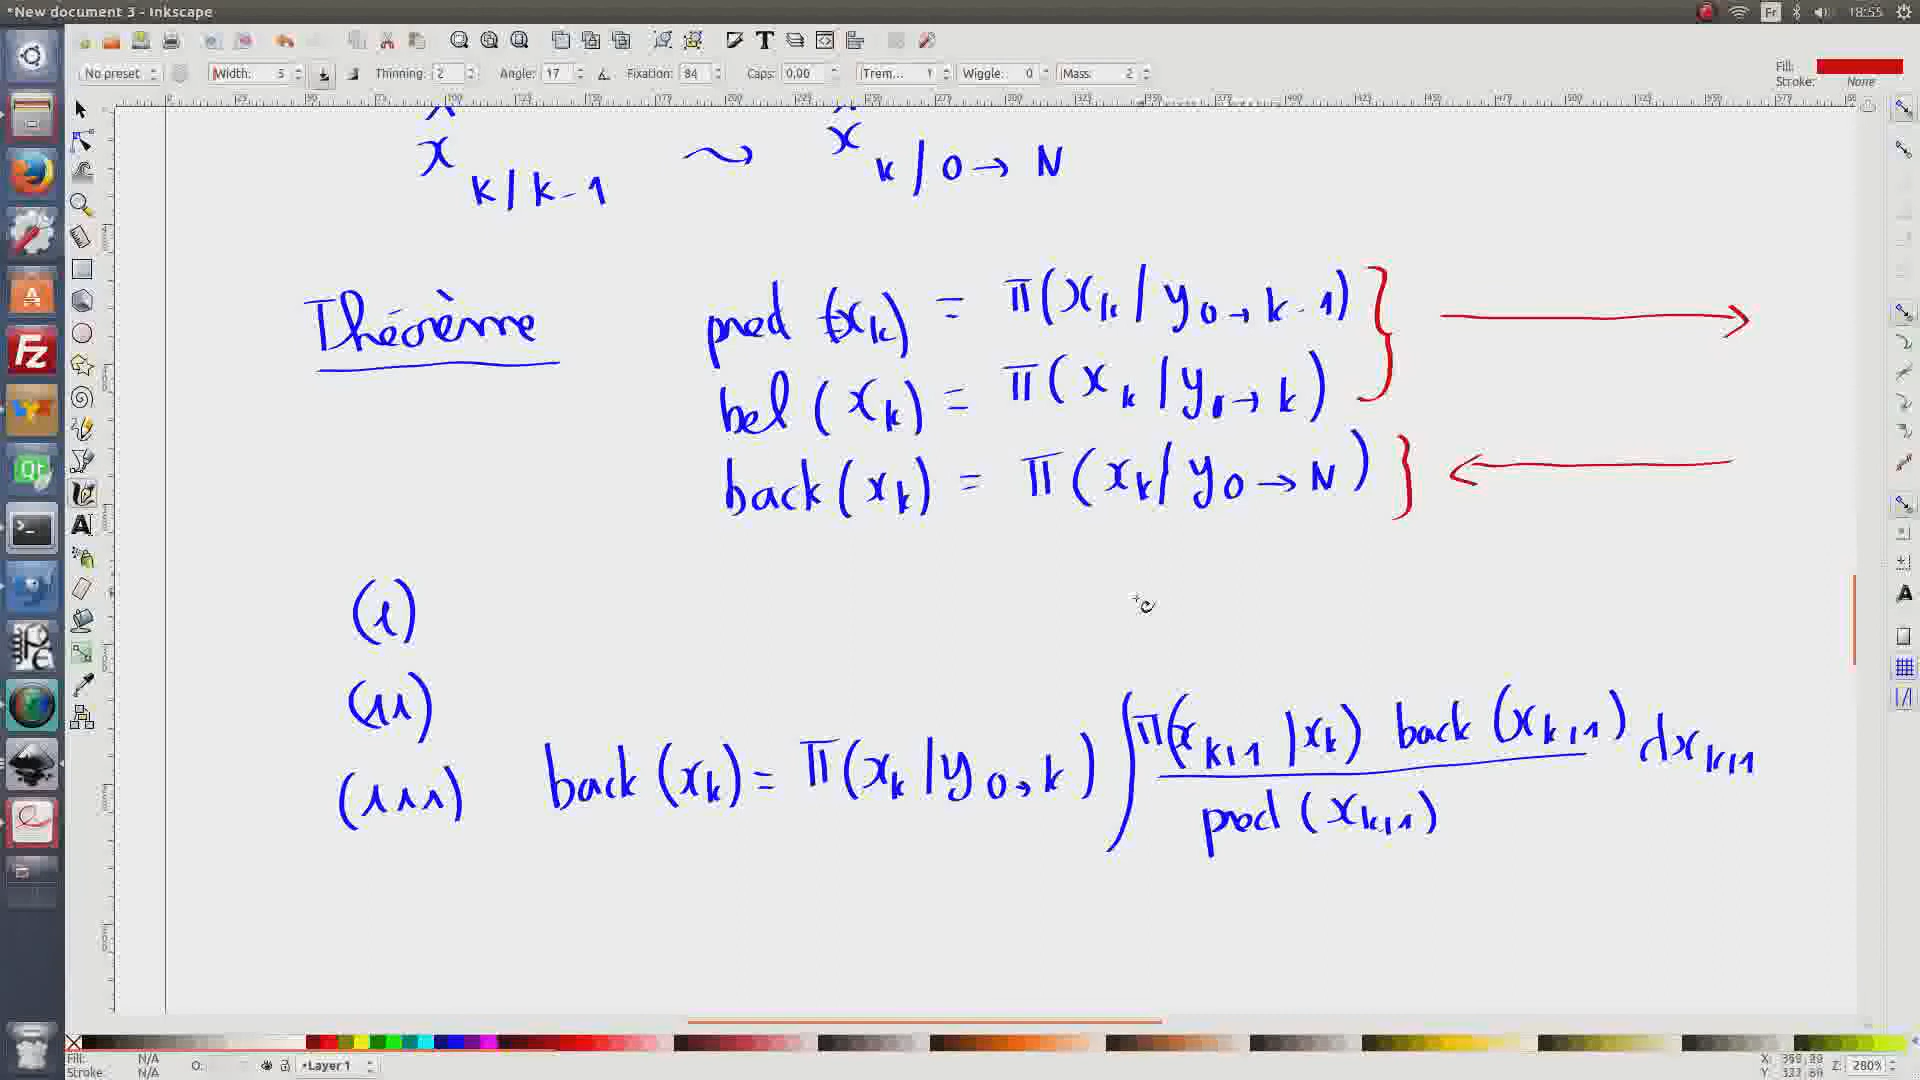 *New document 3 - Inkscape
Fr 18:55
No preset Width: 5 Thinning: 2 Angle: 17 Fixation: 84 Caps: 0,00 Trem... 1 Wiggle: 0 Mass: 2
Fill:
Stroke: None
x̂ k/k-1 ⤳ x̂ k/0→N
Théorème
pred (x_k) = π(x_k | y_0→k-1) }
bel (x_k) = π(x_k | y_0→k)
back (x_k) = π(x_k | y_0→N) }
(i)
(ii)
(iii) back (x_k) = π(x_k | y_0→k) ∫ π(x_k+1 | x_k) back (x_k+1) / pred (x_k+1) dx_k+1
Fill: N/A
Stroke: N/A
O:
Layer 1
Z: 280%